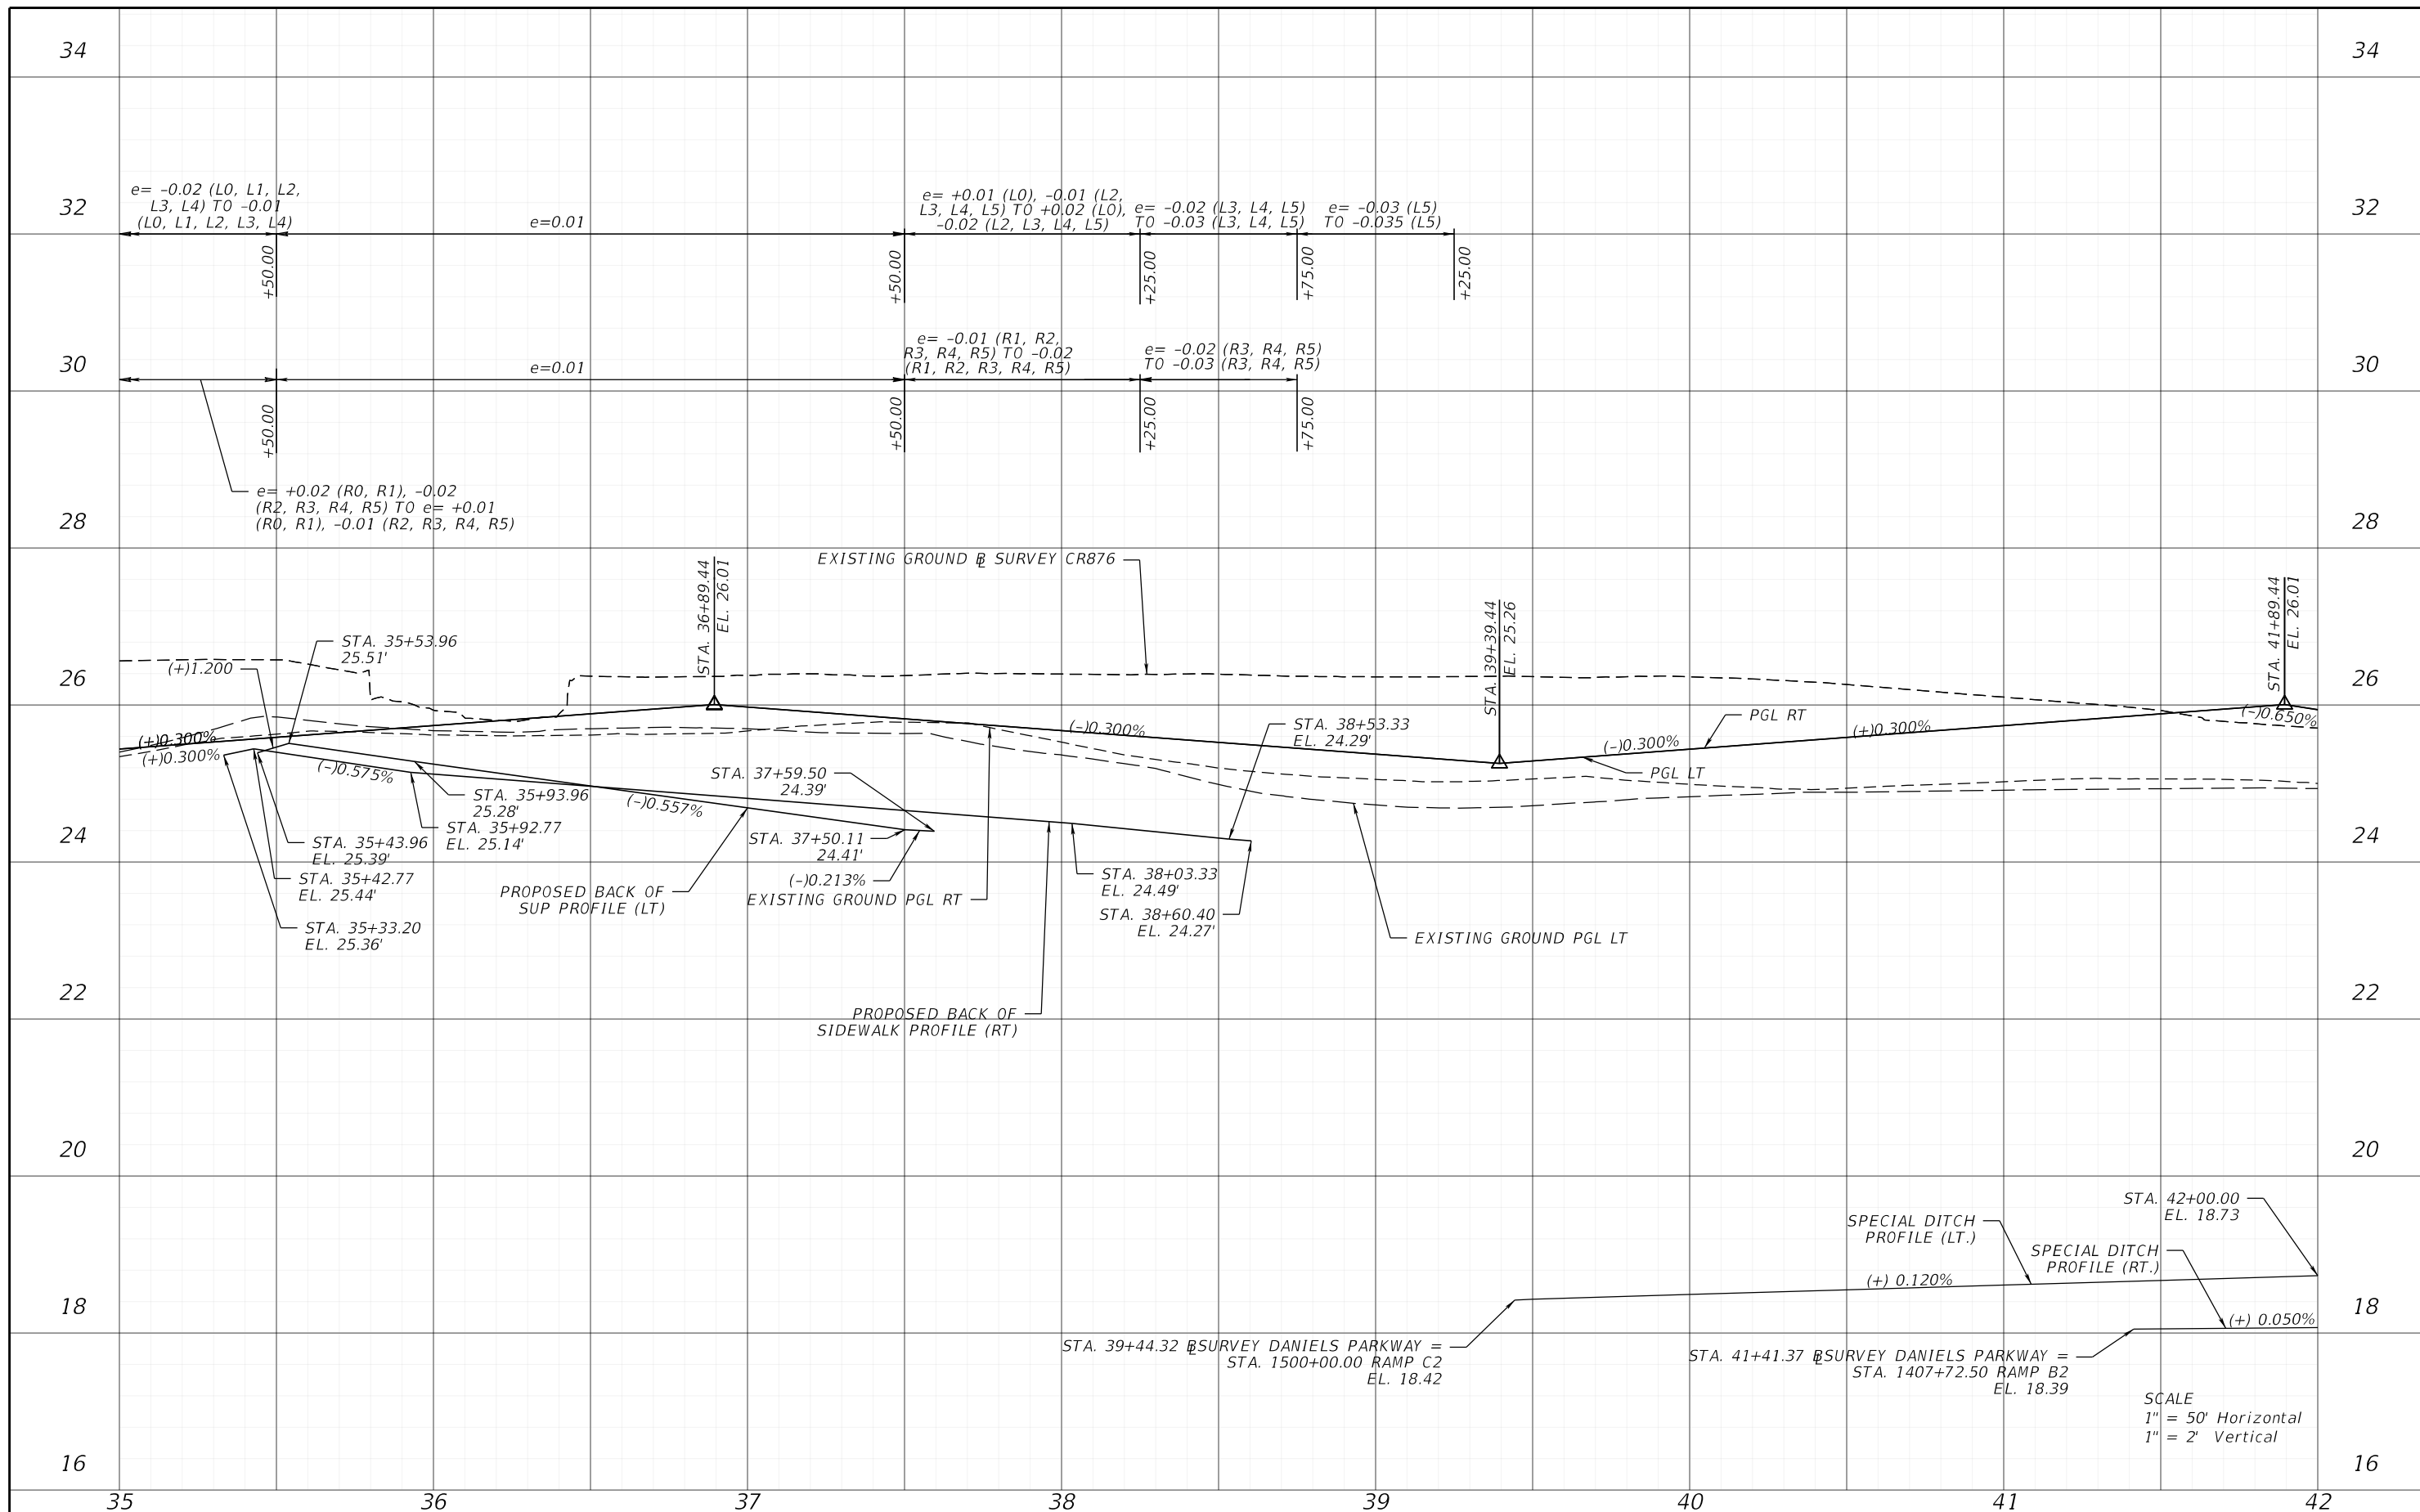 34
34
e= -0.02 (L0, L1, L2,
L3, L4) TO -0.01
(L0, L1, L2, L3, L4)
e=0.01
e= +0.01 (L0), -0.01 (L2,
L3, L4, L5) TO +0.02 (L0),
-0.02 (L2, L3, L4, L5)
e= -0.02 (L3, L4, L5)
TO -0.03 (L3, L4, L5)
e= -0.03 (L5)
TO -0.035 (L5)
32
32
+50.00
+50.00
+25.00
+75.00
+25.00
e=0.01
e= -0.01 (R1, R2,
R3, R4, R5) TO -0.02
(R1, R2, R3, R4, R5)
e= -0.02 (R3, R4, R5)
TO -0.03 (R3, R4, R5)
30
30
+50.00
+50.00
+25.00
+75.00
e= +0.02 (R0, R1), -0.02
(R2, R3, R4, R5) TO e= +0.01
(R0, R1), -0.01 (R2, R3, R4, R5)
28
28
EXISTING GROUND ℄ SURVEY CR876
STA. 36+89.44
EL. 26.01
STA. 39+39.44
EL. 25.26
STA. 41+89.44
EL. 26.01
STA. 35+53.96
25.51'
(+)1.200
26
26
(+)0.300%
(+)0.300%
(-)0.575%
(-)0.557%
(-)0.300%
STA. 38+53.33
EL. 24.29'
PGL RT
(-)0.300%
(+)0.300%
(-)0.650%
PGL LT
STA. 37+59.50
24.39'
STA. 35+93.96
25.28'
STA. 35+92.77
EL. 25.14'
STA. 35+43.96
EL. 25.39'
STA. 35+42.77
EL. 25.44'
STA. 35+33.20
EL. 25.36'
24
24
STA. 37+50.11
24.41'
(-)0.213%
PROPOSED BACK OF
SUP PROFILE (LT)
EXISTING GROUND PGL RT
STA. 38+03.33
EL. 24.49'
STA. 38+60.40
EL. 24.27'
EXISTING GROUND PGL LT
22
22
PROPOSED BACK OF
SIDEWALK PROFILE (RT)
20
20
STA. 42+00.00
EL. 18.73
SPECIAL DITCH
PROFILE (LT.)
SPECIAL DITCH
PROFILE (RT.)
(+) 0.120%
18
18
(+) 0.050%
STA. 39+44.32 ℄ SURVEY DANIELS PARKWAY =
STA. 1500+00.00 RAMP C2
EL. 18.42
STA. 41+41.37 ℄ SURVEY DANIELS PARKWAY =
STA. 1407+72.50 RAMP B2
EL. 18.39
SCALE
1" = 50' Horizontal
1" = 2' Vertical
16
16
35
36
37
38
39
40
41
42